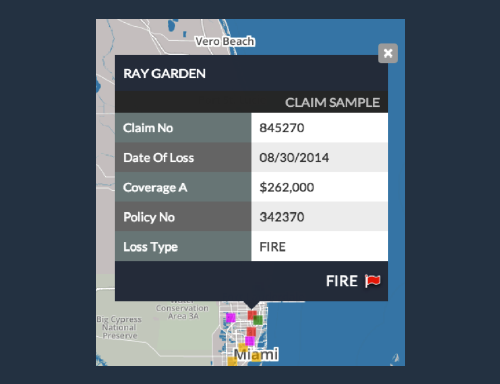 Vero Beach
RAY GARDEN
CLAIM SAMPLE
Claim No 845270
Date Of Loss 08/30/2014
Coverage A $262,000
Policy No 342370
Loss Type FIRE
FIRE
Conservation
Area 3A
Big Cypress
National
Preserve
Miami